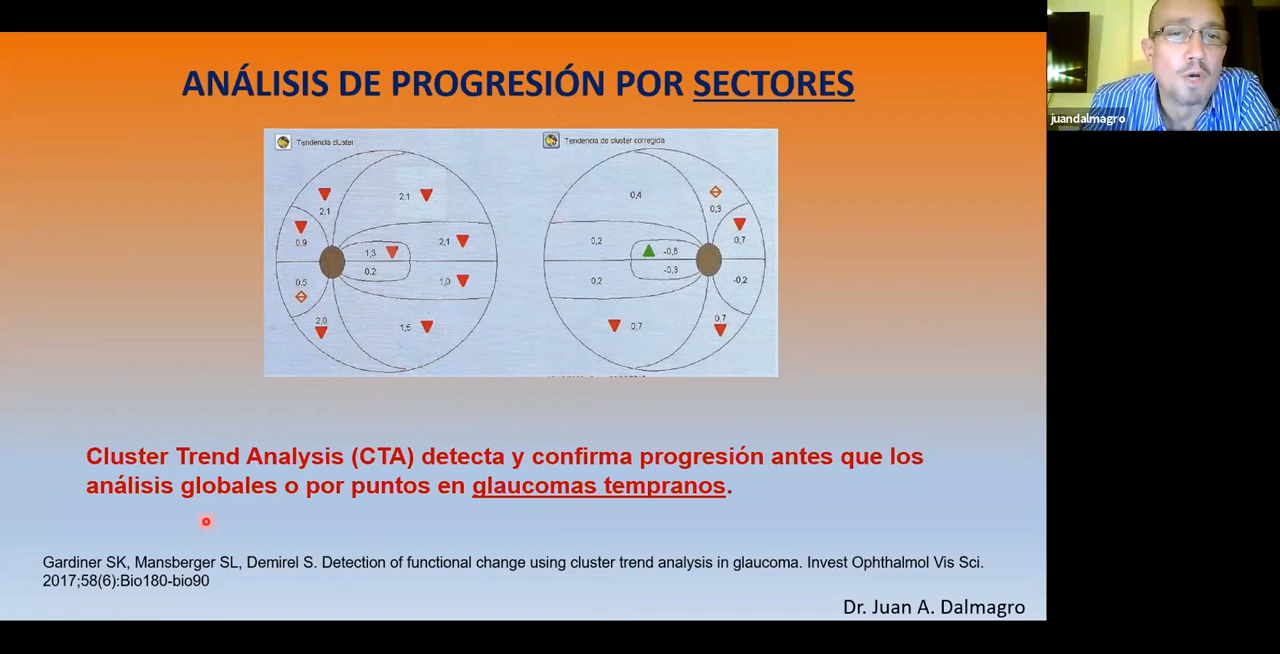 ANÁLISIS DE PROGRESIÓN POR SECTORES
juandalmagro
Tendencia cluster
2,1
2,1
0,9
2,1
1,3
0,2
0,5
1,0
2,0
1,5
Tendencia de cluster corregida
0,4
0,3
0,7
0,2
-0,6
-0,3
0,2
-0,2
0,7
0,7
Cluster Trend Analysis (CTA) detecta y confirma progresión antes que los
análisis globales o por puntos en glaucomas tempranos.
Gardiner SK, Mansberger SL, Demirel S. Detection of functional change using cluster trend analysis in glaucoma. Invest Ophthalmol Vis Sci.
2017;58(6):Bio180-bio90
Dr. Juan A. Dalmagro